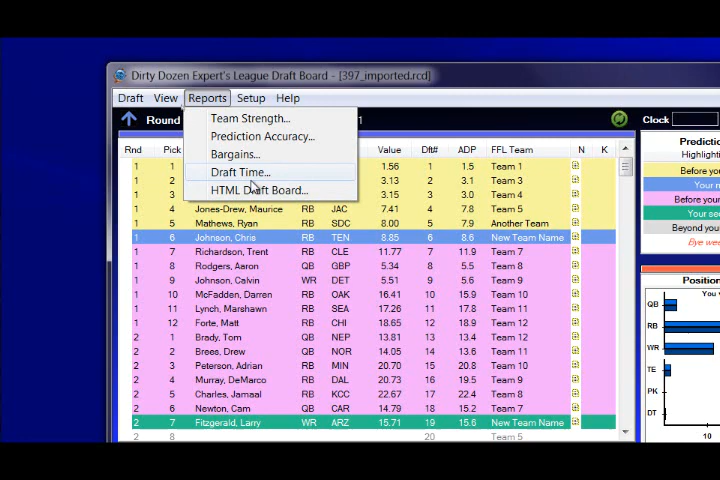 Dirty Dozen Expert's League Draft Board - [397_imported.rcd]
Draft View Reports Setup Help
Round 1 Clock
Team Strength...
Prediction Accuracy...
Bargains...
Draft Time...
HTML Draft Board...
Rnd Pick Value Dft# ADP FFL Team N K
1 1 1.56 1 1.5 Team 1
1 2 3.13 2 3.1 Team 3
1 3 3.15 3 3.0 Team 4
1 4 Jones-Drew, Maurice RB JAC 7.41 4 7.8 Team 5
1 5 Mathews, Ryan RB SDC 8.00 5 7.9 Another Team
1 6 Johnson, Chris RB TEN 8.85 6 8.6 New Team Name
1 7 Richardson, Trent RB CLE 11.77 7 11.9 Team 7
1 8 Rodgers, Aaron QB GBP 5.34 8 5.5 Team 8
1 9 Johnson, Calvin WR DET 5.51 9 5.6 Team 9
1 10 McFadden, Darren RB OAK 16.41 10 15.9 Team 10
1 11 Lynch, Marshawn RB SEA 17.26 11 17.8 Team 11
1 12 Forte, Matt RB CHI 18.65 12 18.9 Team 12
2 1 Brady, Tom QB NEP 13.81 13 13.4 Team 12
2 2 Brees, Drew QB NOR 14.05 14 13.6 Team 11
2 3 Peterson, Adrian RB MIN 20.70 15 20.8 Team 10
2 4 Murray, DeMarco RB DAL 20.73 16 19.5 Team 9
2 5 Charles, Jamaal RB KCC 22.67 17 22.4 Team 8
2 6 Newton, Cam QB CAR 14.79 18 15.2 Team 7
2 7 Fitzgerald, Larry WR ARZ 15.71 19 15.6 New Team Name
2 8 20 Team 5
Predictio
Highlighti
Before you
Your n
Before your
Your sec
Beyond your
Bye wee
Position
You v
QB
RB
WR
TE
PK
DT
10